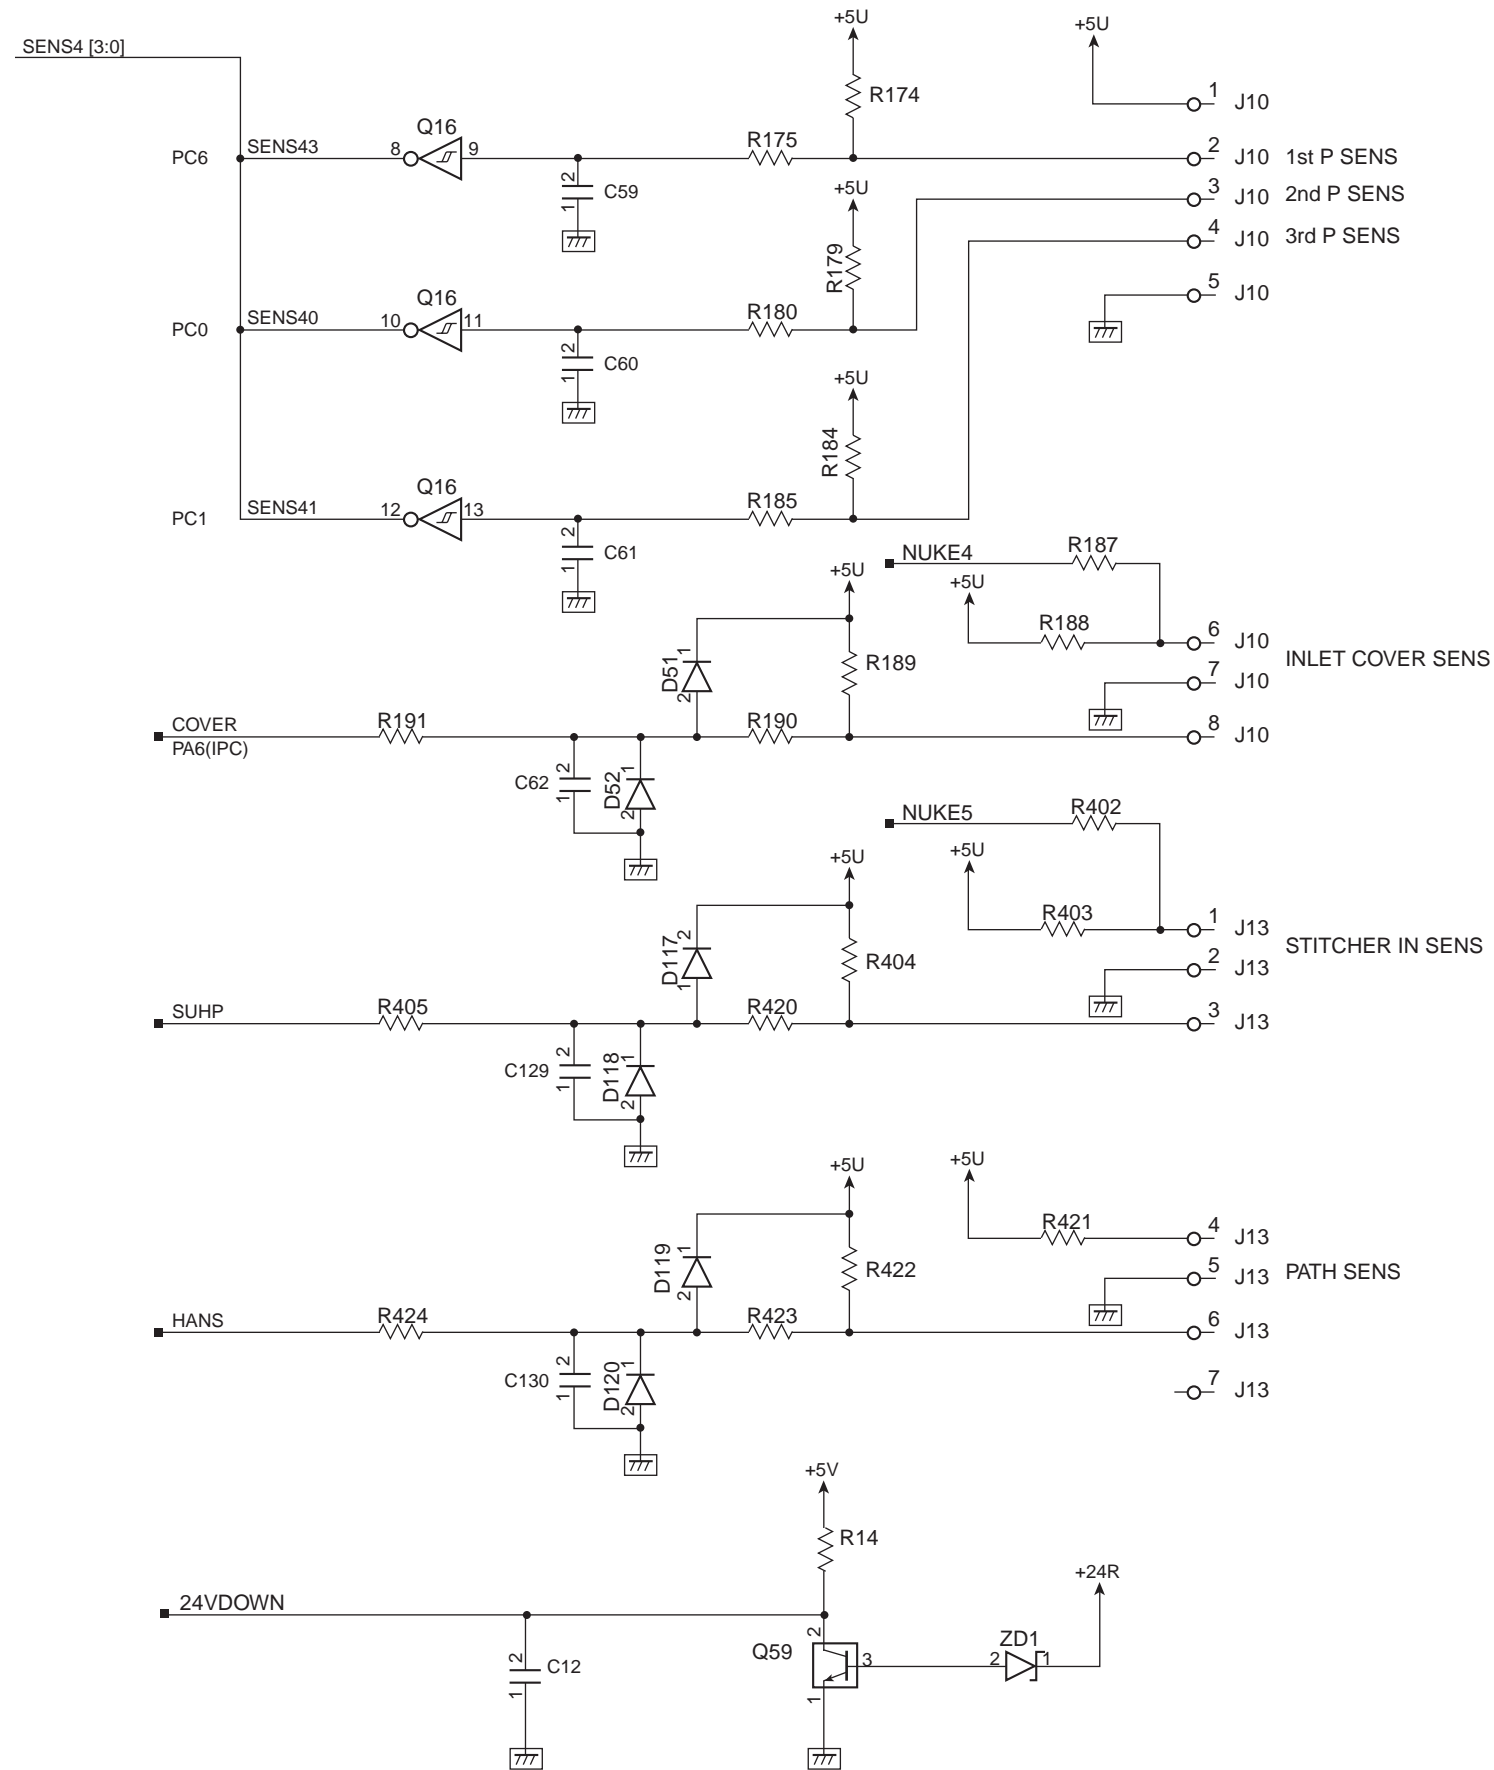 +5U
+5U
SENS4 [3:0]
R174
1 J10
Q16
PC6 SENS43 8 9 R175 2 J10 1st P SENS
2 1 C59 +5U 3 J10 2nd P SENS
4 J10 3rd P SENS
R179
5 J10
Q16
PC0 SENS40 10 11 R180
2 1 C60
+5U
R184
Q16
PC1 SENS41 12 13 R185
2 1 C61
NUKE4 R187
+5U +5U
R188 6 J10
INLET COVER SENS
D51 1 2 R189 7 J10
COVER R191 R190 8 J10
PA6(IPC)
C62 2 1 D52 1 2
NUKE5 R402
+5U +5U
R403 1 J13
STITCHER IN SENS
D117 2 1 R404 2 J13
SUHP R405 R420 3 J13
C129 2 1 D118 1 2
+5U +5U
R421 4 J13
D119 1 2 R422 5 J13 PATH SENS
HANS R424 R423 6 J13
C130 2 1 D120 1 2 7 J13
+5V
R14
+24R
24VDOWN
2 1 C12 Q59 2 3 1 ZD1 2 1